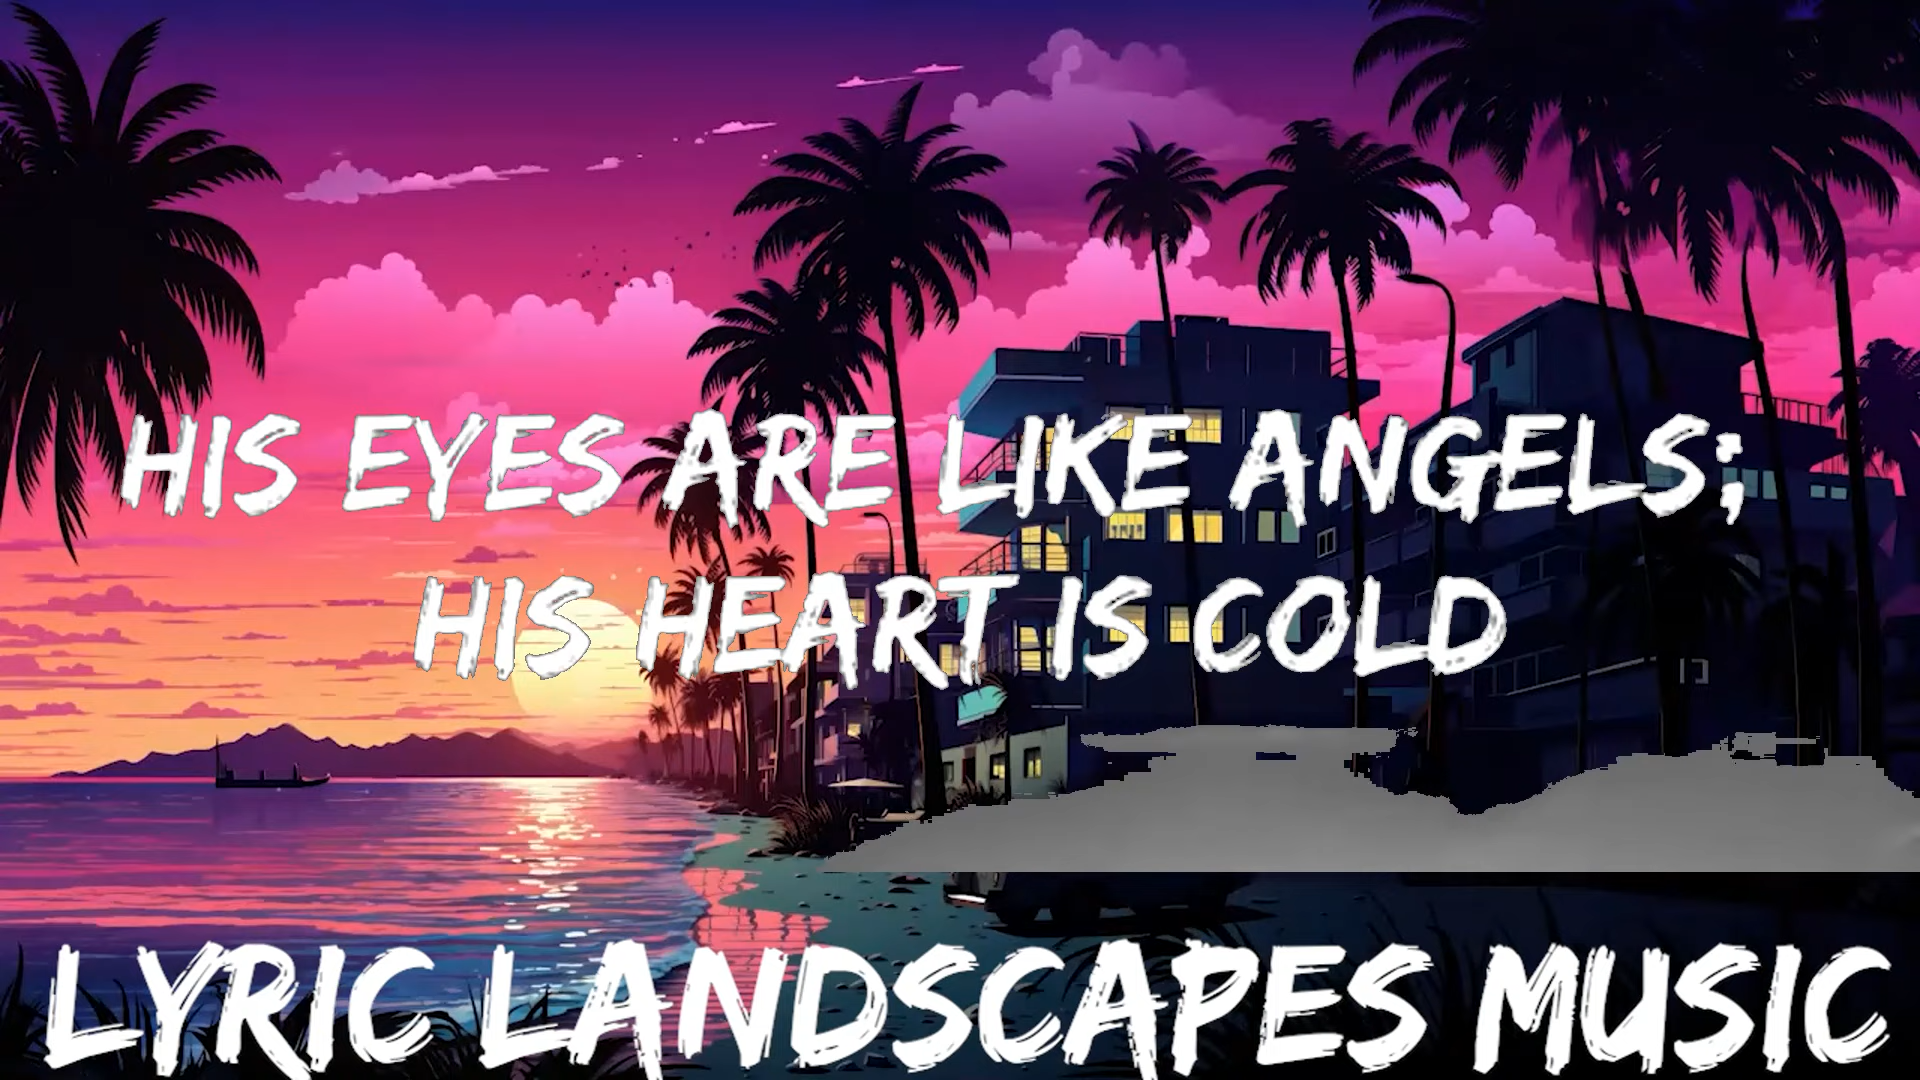 HIS EYES ARE LIKE ANGELS;
HIS HEART IS COLD
LYRIC LANDSCAPES MUSIC